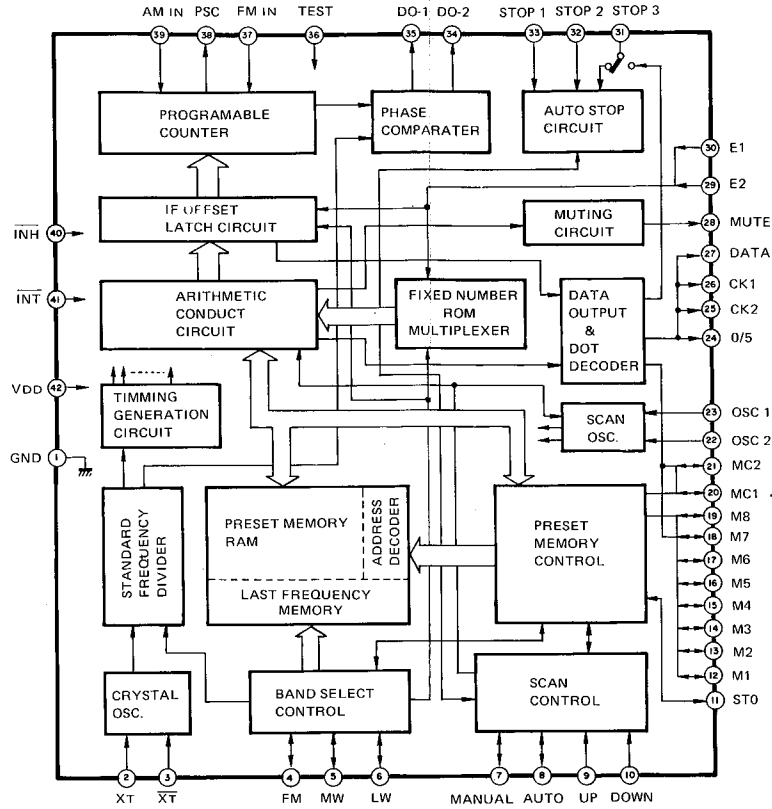 AM IN PSC FM IN TEST DO-1 DO-2 STOP 1 STOP 2 STOP 3
39 38 37 36 35 34 33 32 31
PROGRAMABLE
COUNTER
PHASE
COMPARATER
AUTO STOP
CIRCUIT
30 E1
29 E2
IF OFFSET
LATCH CIRCUIT
MUTING
CIRCUIT
28 MUTE
INH 40
27 DATA
26 CK1
25 CK2
24 0/5
INT 41
ARITHMETIC
CONDUCT
CIRCUIT
FIXED NUMBER
ROM
MULTIPLEXER
DATA
OUTPUT
&
DOT
DECODER
VDD 42
TIMMING
GENERATION
CIRCUIT
SCAN
OSC.
23 OSC 1
22 OSC 2
GND 1
21 MC2
20 MC1
19 M8
18 M7
17 M6
16 M5
15 M4
14 M3
13 M2
12 M1
11 ST0
STANDARD
FREQUENCY
DIVIDER
PRESET MEMORY
RAM
ADDRESS
DECODER
LAST FREQUENCY
MEMORY
PRESET
MEMORY
CONTROL
CRYSTAL
OSC.
BAND SELECT
CONTROL
SCAN
CONTROL
2 3 4 5 6 7 8 9 10
XT XT FM MW LW MANUAL AUTO UP DOWN